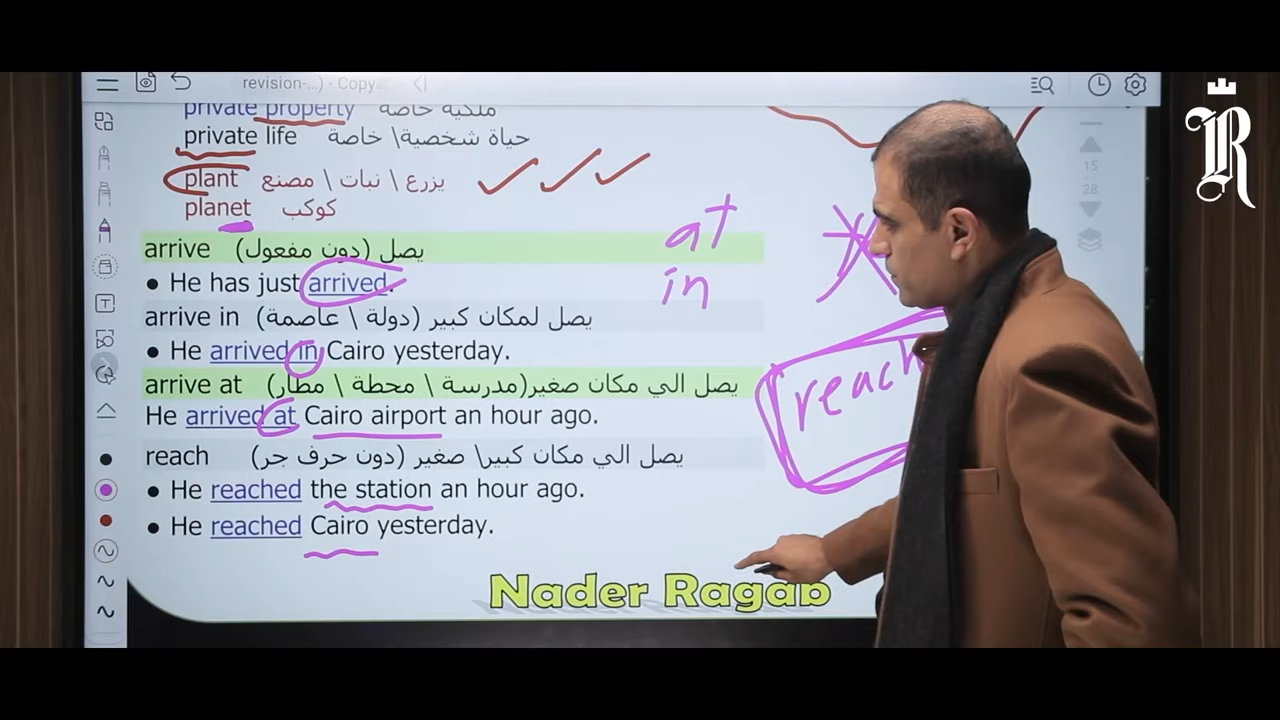 revision-...) - Copy
private property ملكية خاصة
private life حياة شخصية\ خاصة
plant يزرع \ نبات \ مصنع
planet كوكب
arrive يصل (دون مفعول)
• He has just arrived.
arrive in يصل لمكان كبير (دولة \ عاصمة)
• He arrived in Cairo yesterday.
arrive at يصل الي مكان صغير(مدرسة \ محطة \ مطار)
He arrived at Cairo airport an hour ago.
reach يصل الي مكان كبير\ صغير (دون حرف جر)
• He reached the station an hour ago.
• He reached Cairo yesterday.
at
in
reach
Nader Ragab
15
28
R